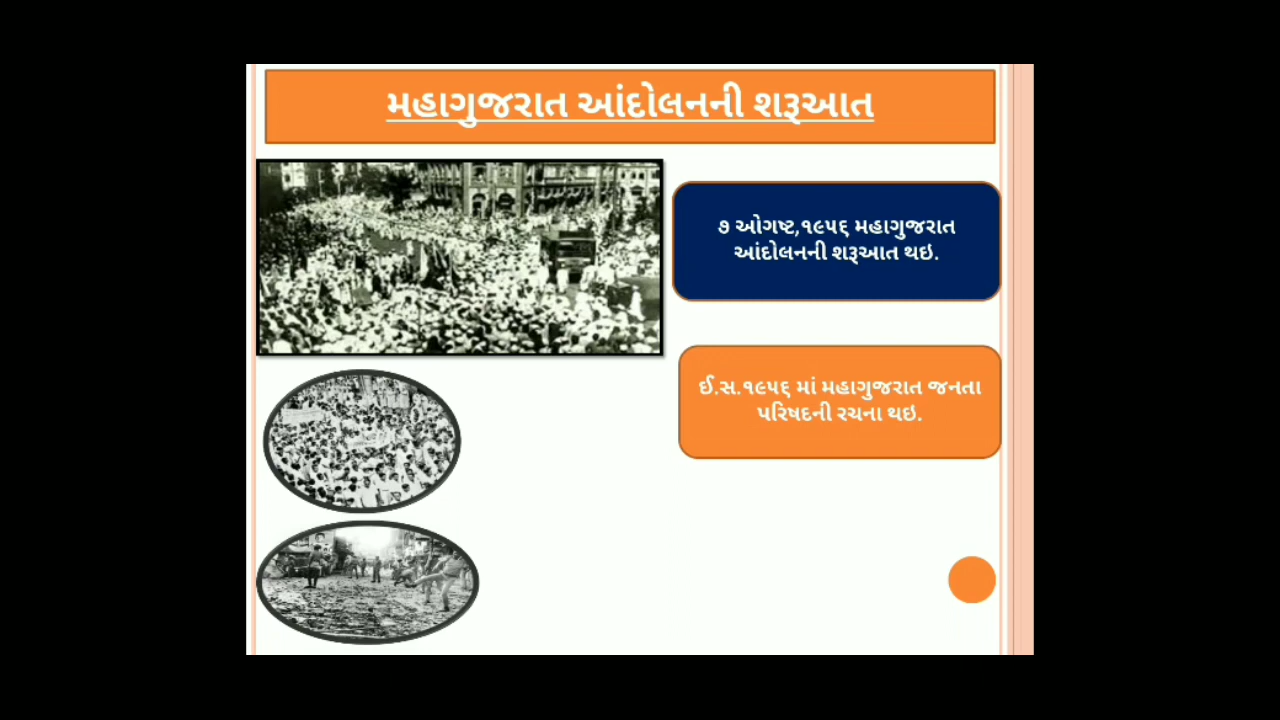 મહાગુજરાત આંદોલનની શરૂઆત
૭ ઓગષ્ટ,૧૯૫૬ મહાગુજરાત
આંદોલનની શરૂઆત થઇ.
ઈ.સ.૧૯૫૬ માં મહાગુજરાત જનતા
પરિષદની રચના થઇ.